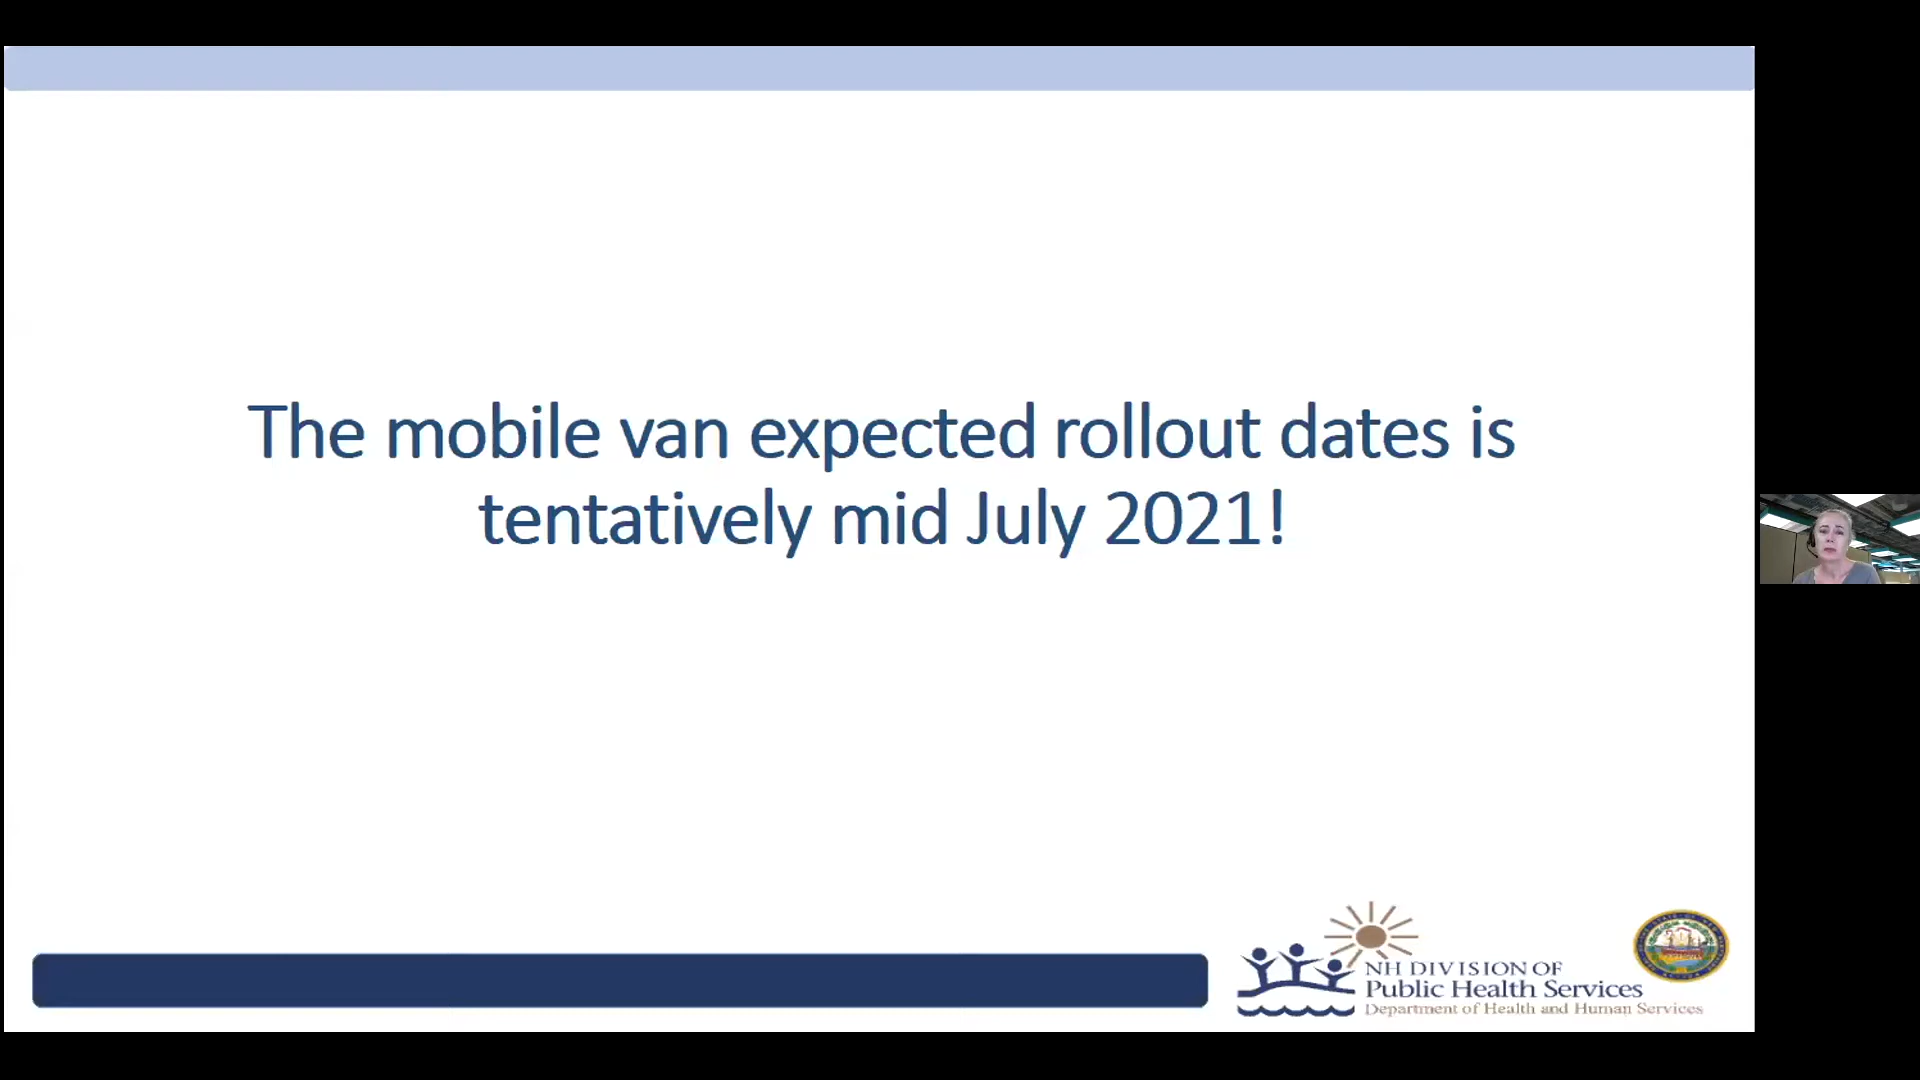 The mobile van expected rollout dates is
tentatively mid July 2021!
NH DIVISION OF
Public Health Services
Department of Health and Human Services